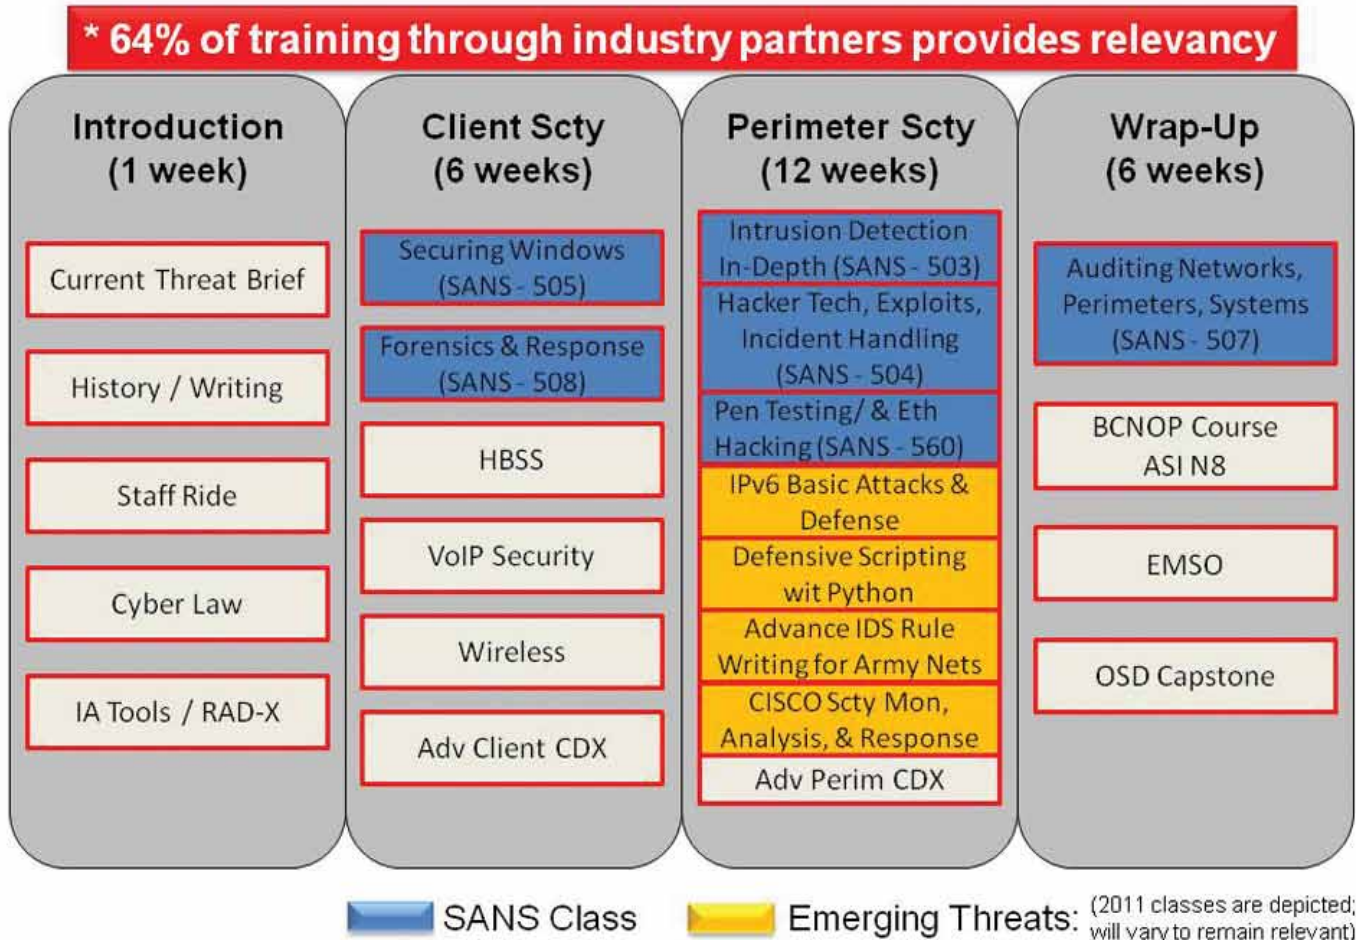 * 64% of training through industry partners provides relevancy
Introduction
(1 week)
Current Threat Brief
History / Writing
Staff Ride
Cyber Law
IA Tools / RAD-X
Client Scty
(6 weeks)
Securing Windows
(SANS - 505)
Forensics & Response
(SANS - 508)
HBSS
VoIP Security
Wireless
Adv Client CDX
Perimeter Scty
(12 weeks)
Intrusion Detection
In-Depth (SANS - 503)
Hacker Tech, Exploits,
Incident Handling
(SANS - 504)
Pen Testing/ & Eth
Hacking (SANS - 560)
IPv6 Basic Attacks &
Defense
Defensive Scripting
wit Python
Advance IDS Rule
Writing for Army Nets
CISCO Scty Mon,
Analysis, & Response
Adv Perim CDX
Wrap-Up
(6 weeks)
Auditing Networks,
Perimeters, Systems
(SANS - 507)
BCNOP Course
ASI N8
EMSO
OSD Capstone
SANS Class
Emerging Threats:
(2011 classes are depicted;
will vary to remain relevant)